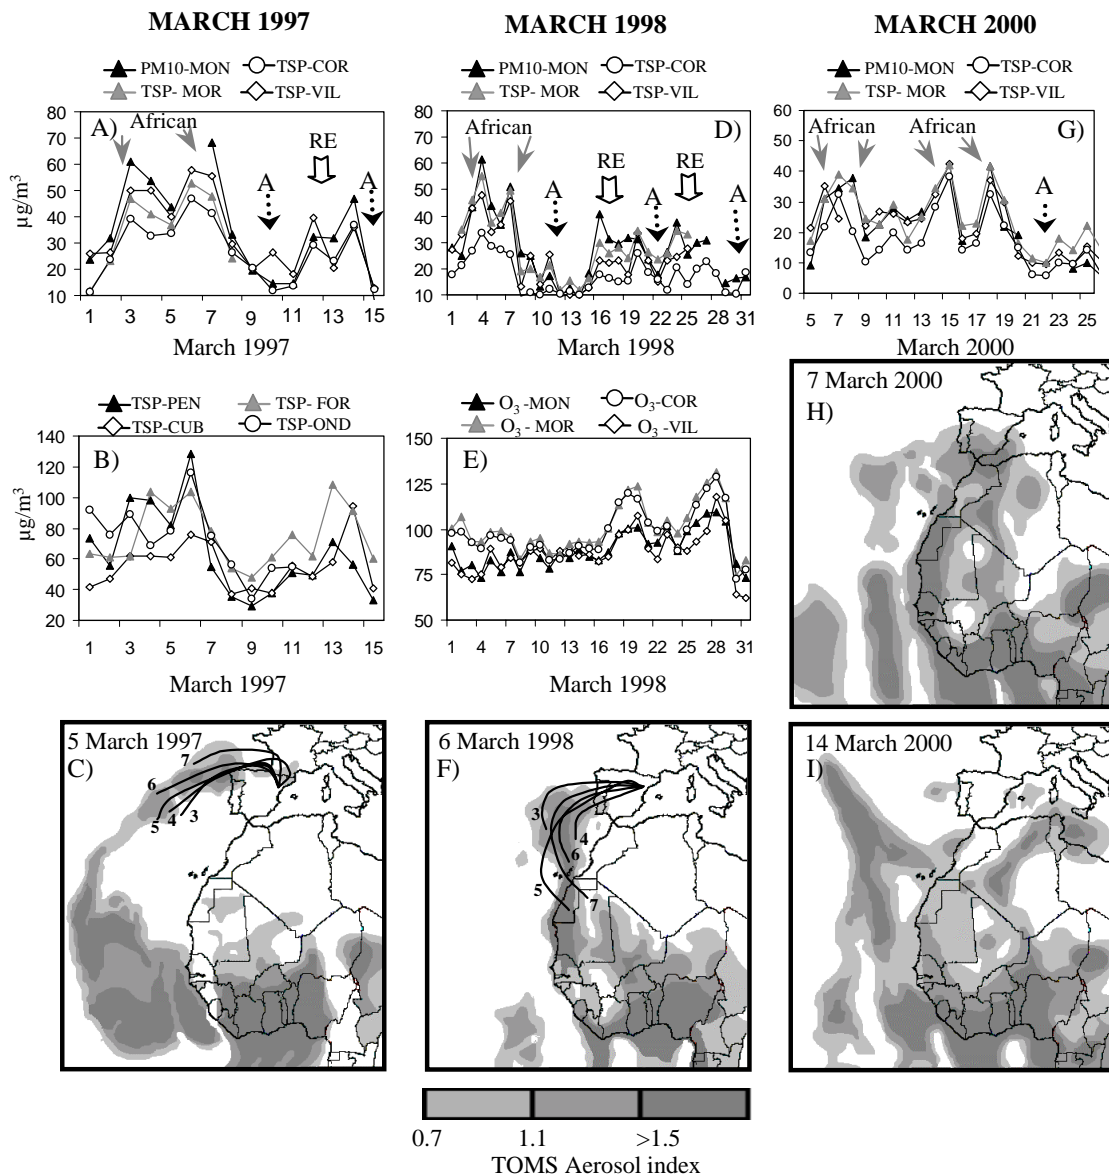 MARCH 1997
MARCH 1998
MARCH 2000
PM10-MON TSP-COR
TSP- MOR TSP-VIL
PM10-MON TSP-COR
TSP- MOR TSP-VIL
PM10-MON TSP-COR
TSP- MOR TSP-VIL
µg/m3
80
70
60
50
40
30
20
10
A) African
RE
A
A
1 3 5 7 9 11 13 15
March 1997
80
70
60
50
40
30
20
10
African
D)
RE
RE
A
A
A
1 4 7 10 13 16 19 22 25 28 31
March 1998
60
50
40
30
20
10
0
African African G)
A
5 7 9 11 13 15 17 19 21 23 25
March 2000
TSP-PEN TSP- FOR
TSP-CUB TSP-OND
µg/m3
140
120
100
80
60
40
20
B)
1 3 5 7 9 11 13 15
March 1997
O3 -MON O3-COR
O3 - MOR O3 -VIL
150
125
100
75
50
E)
1 4 7 10 13 16 19 22 25 28 31
March 1998
7 March 2000
H)
5 March 1997
C)
7
6
5 4 3
6 March 1998
F)
3
4
6
5
7
14 March 2000
I)
0.7 1.1 >1.5
TOMS Aerosol index